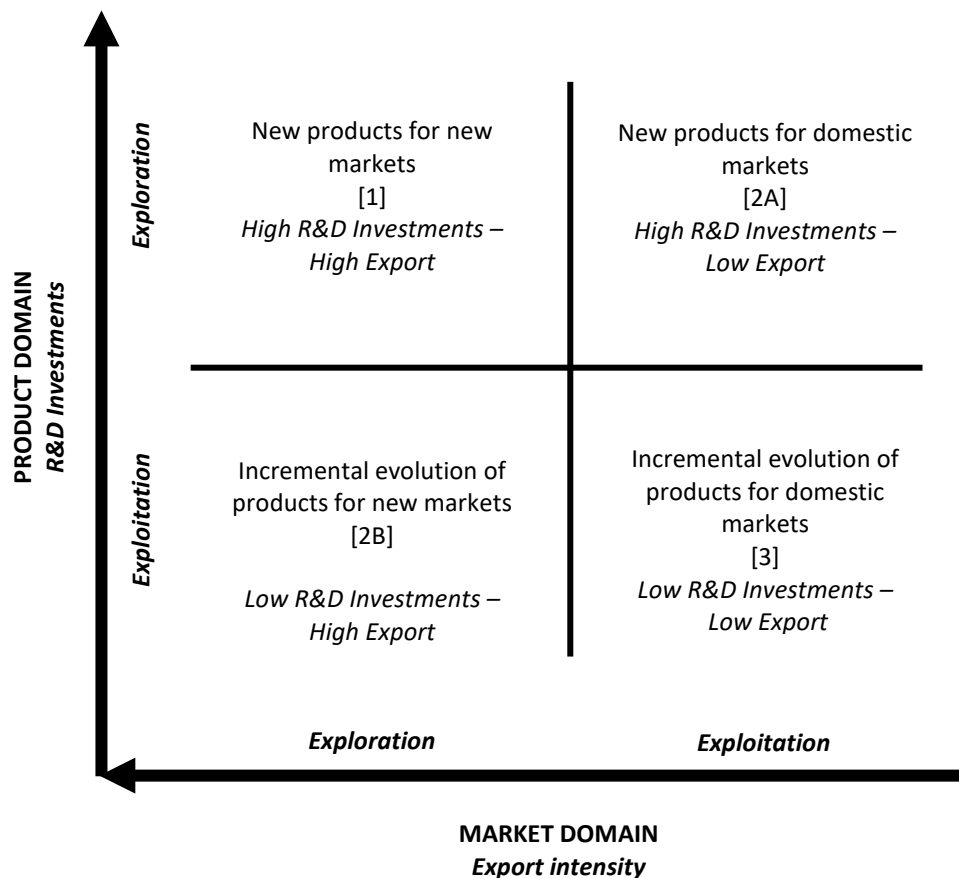 PRODUCT DOMAIN
R&D Investments
Exploration
New products for new
markets
[1]
High R&D Investments –
High Export
New products for domestic
markets
[2A]
High R&D Investments –
Low Export
Exploitation
Incremental evolution of
products for new markets
[2B]
Low R&D Investments –
High Export
Incremental evolution of
products for domestic
markets
[3]
Low R&D Investments –
Low Export
Exploration
Exploitation
MARKET DOMAIN
Export intensity